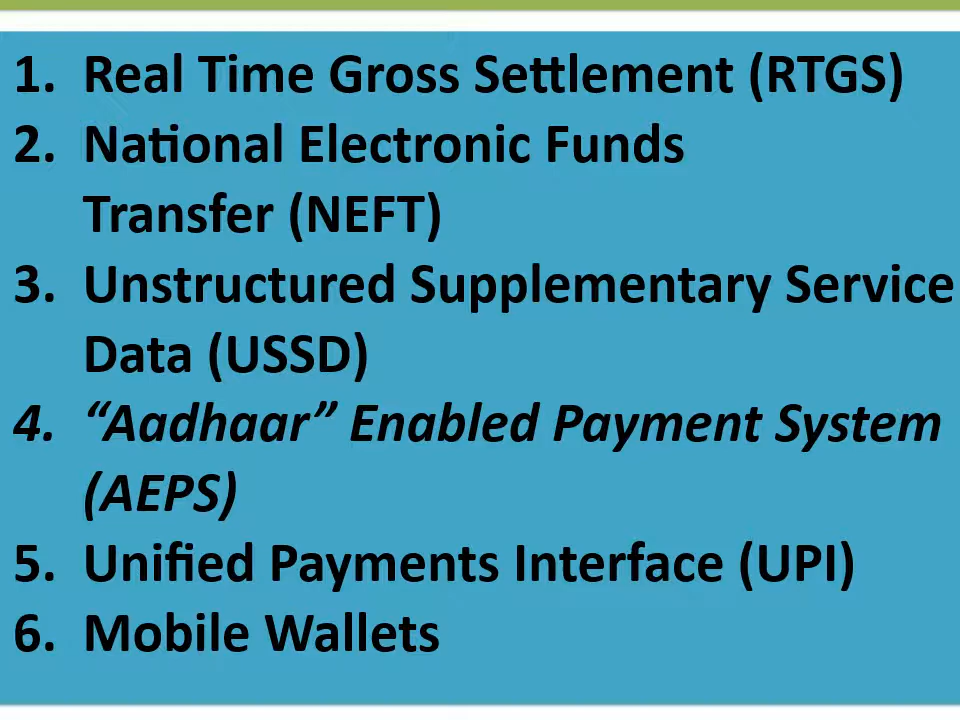 1. Real Time Gross Settlement (RTGS)
2. National Electronic Funds
Transfer (NEFT)
3. Unstructured Supplementary Service
Data (USSD)
4. “Aadhaar” Enabled Payment System
(AEPS)
5. Unified Payments Interface (UPI)
6. Mobile Wallets